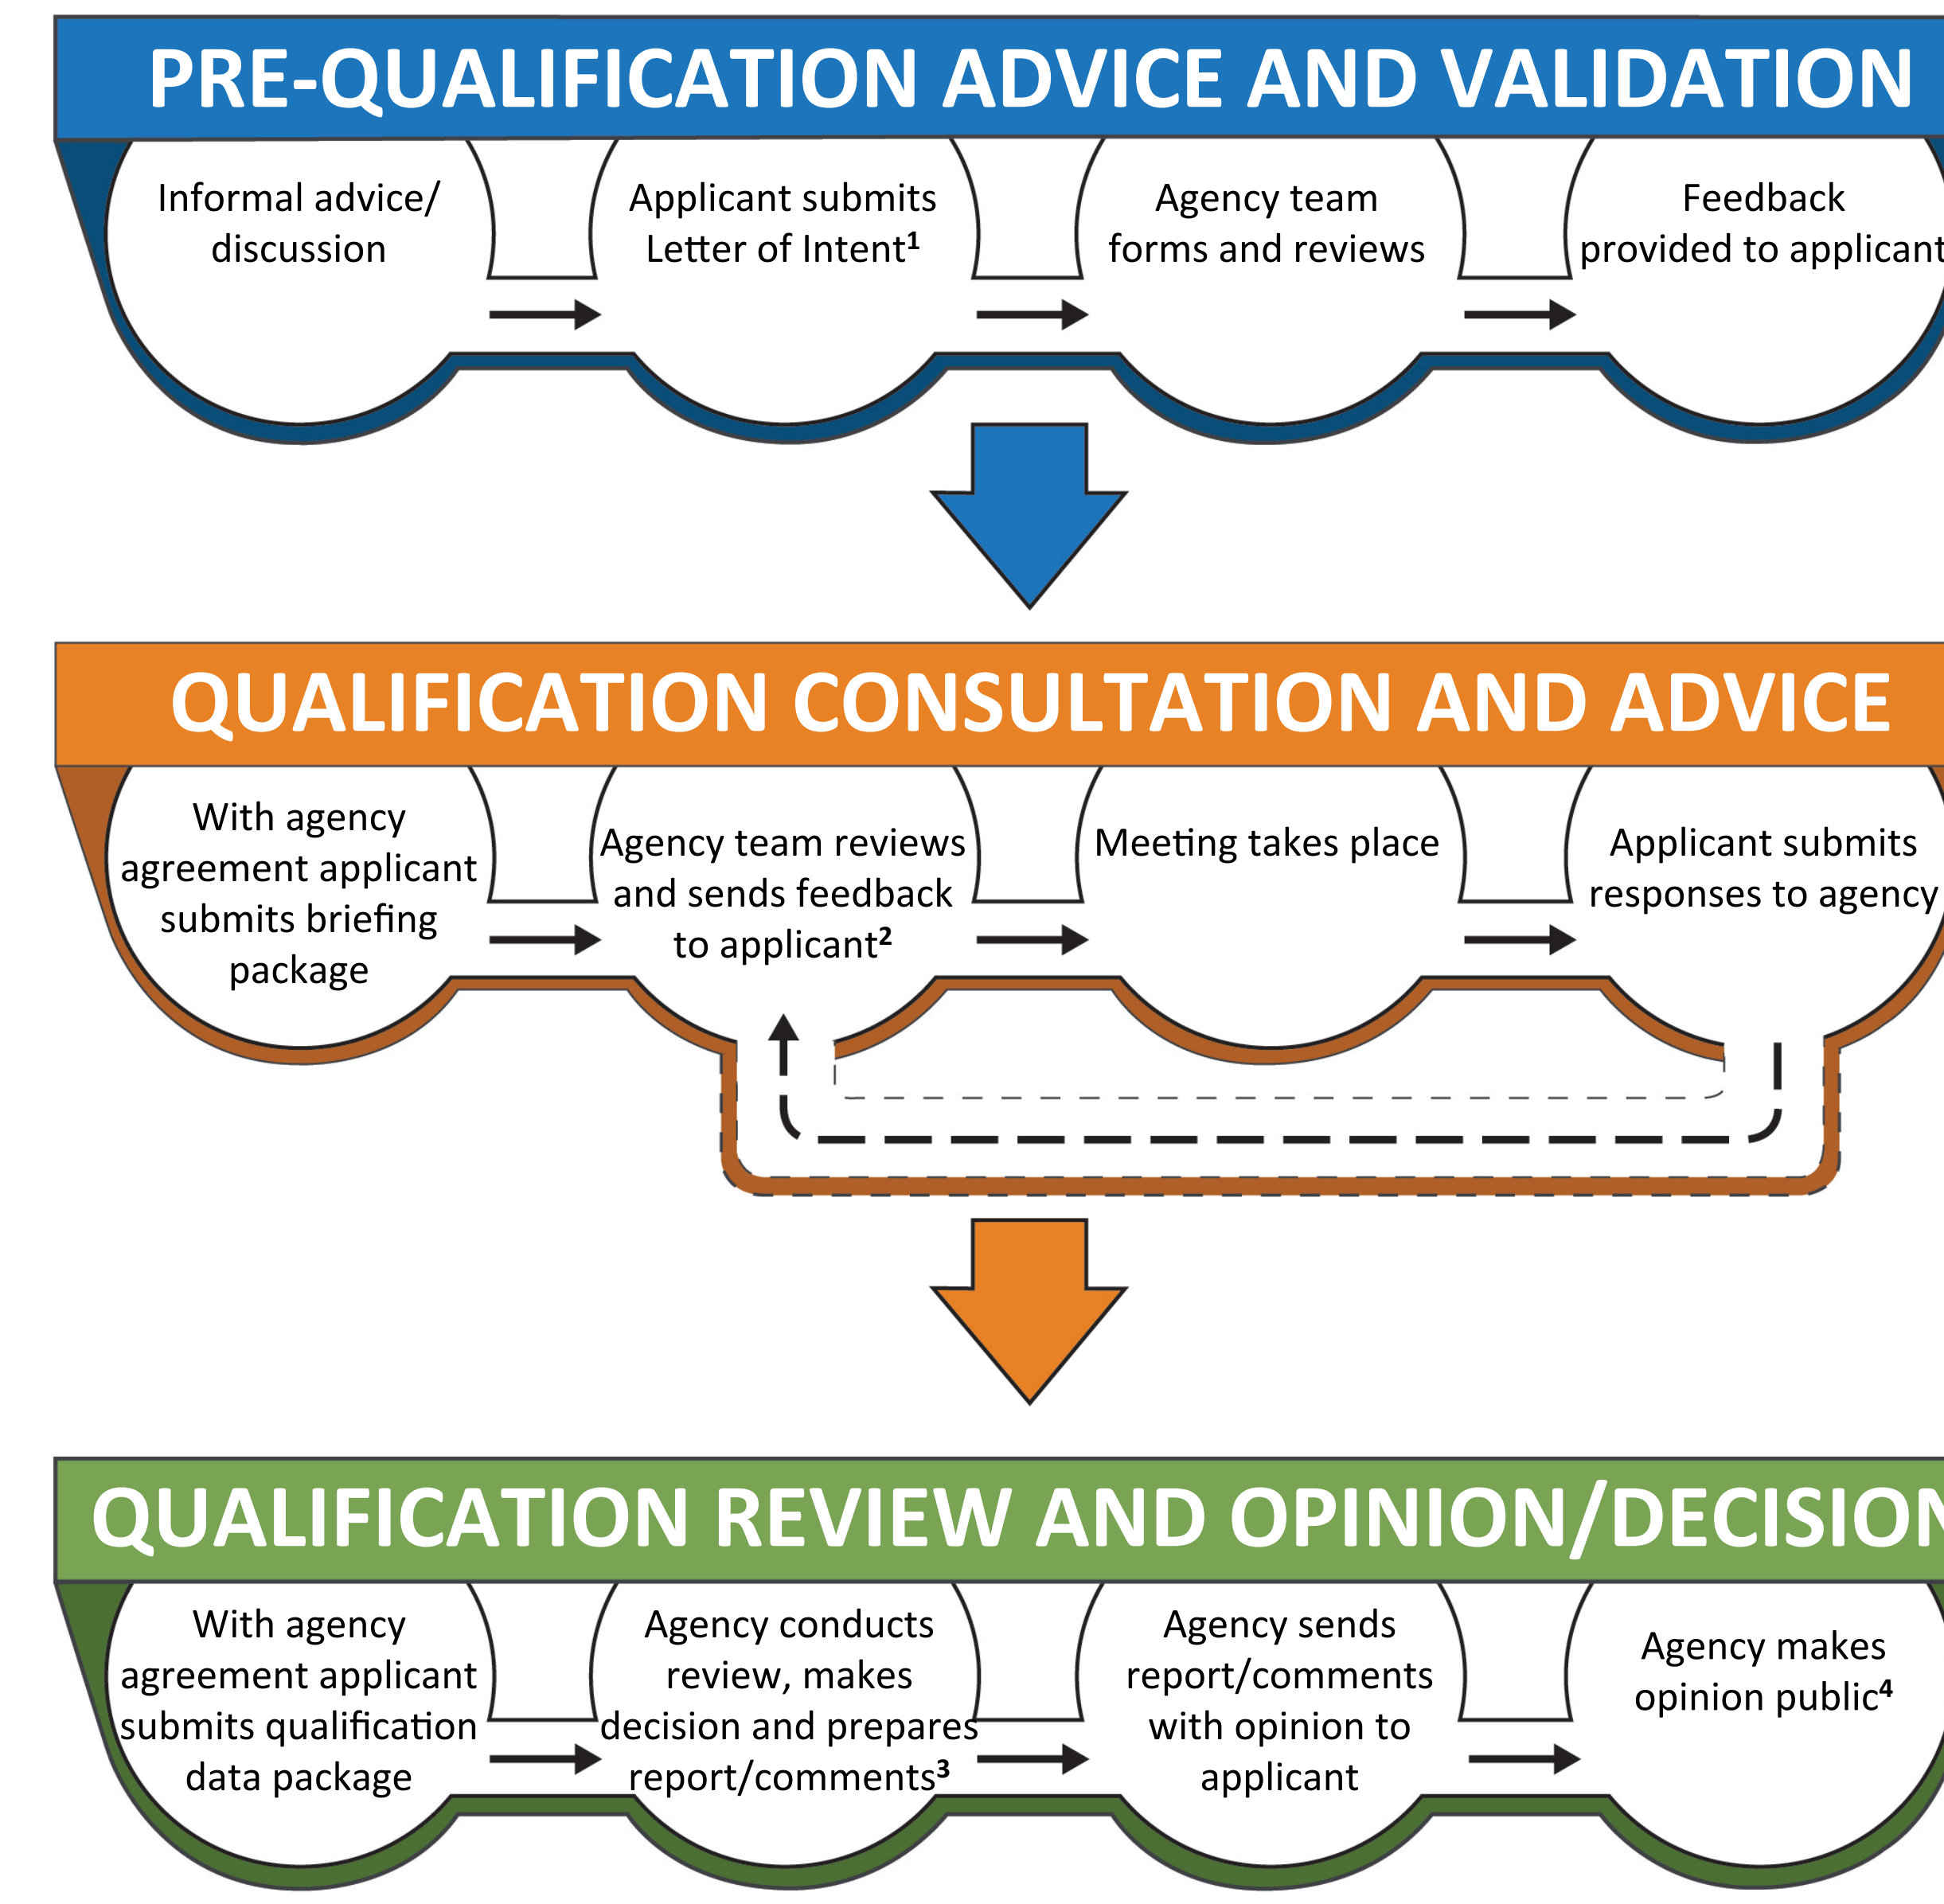 PRE-QUALIFICATION ADVICE AND VALIDATION
Informal advice/
discussion
Applicant submits
Letter of Intent¹
Agency team
forms and reviews
Feedback
provided to applicant
QUALIFICATION CONSULTATION AND ADVICE
With agency
agreement applicant
submits briefing
package
Agency team reviews
and sends feedback
to applicant²
Meeting takes place
Applicant submits
responses to agency
QUALIFICATION REVIEW AND OPINION/DECISION
With agency
agreement applicant
submits qualification
data package
Agency conducts
review, makes
decision and prepares
report/comments³
Agency sends
report/comments
with opinion to
applicant
Agency makes
opinion public⁴